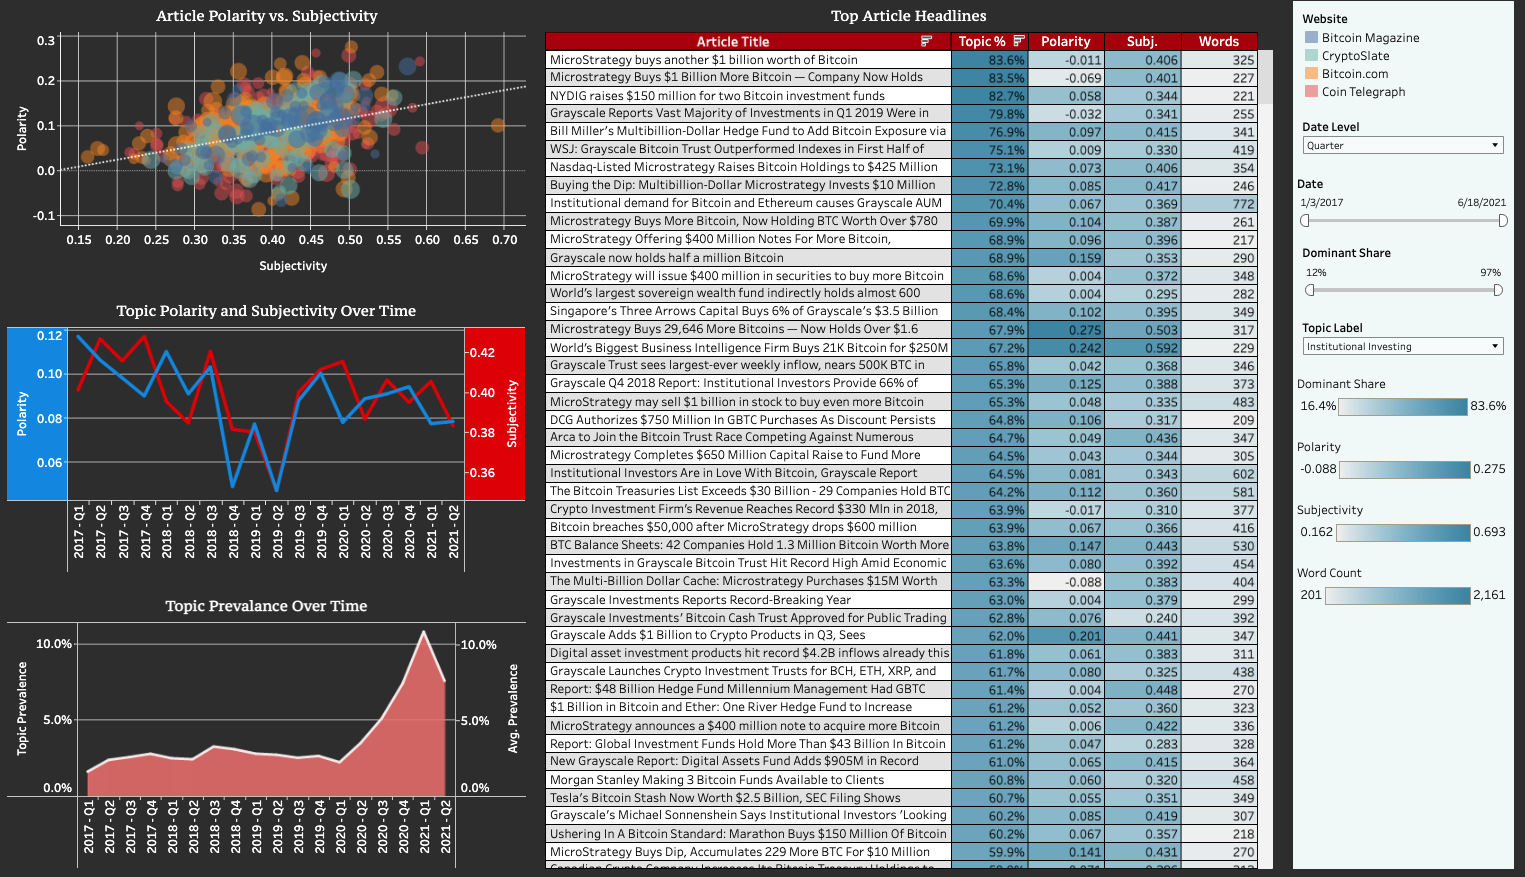 Article Polarity vs. Subjectivity
0.3
0.2
0.1
0.0
-0.1
Polarity
0.15 0.20 0.25 0.30 0.35 0.40 0.45 0.50 0.55 0.60 0.65 0.70
Subjectivity
Topic Polarity and Subjectivity Over Time
0.12
0.10
0.08
0.06
Polarity
0.42
0.40
0.38
0.36
Subjectivity
2017 - Q1
2017 - Q2
2017 - Q3
2017 - Q4
2018 - Q1
2018 - Q2
2018 - Q3
2018 - Q4
2019 - Q1
2019 - Q2
2019 - Q3
2019 - Q4
2020 - Q1
2020 - Q2
2020 - Q3
2020 - Q4
2021 - Q1
2021 - Q2
Topic Prevalance Over Time
10.0%
5.0%
0.0%
Topic Prevalence
10.0%
5.0%
0.0%
Avg. Prevalence
2017 - Q1
2017 - Q2
2017 - Q3
2017 - Q4
2018 - Q1
2018 - Q2
2018 - Q3
2018 - Q4
2019 - Q1
2019 - Q2
2019 - Q3
2019 - Q4
2020 - Q1
2020 - Q2
2020 - Q3
2020 - Q4
2021 - Q1
2021 - Q2
Top Article Headlines
Article Title Topic % Polarity Subj. Words
MicroStrategy buys another $1 billion worth of Bitcoin 83.6% -0.011 0.406 325
Microstrategy Buys $1 Billion More Bitcoin — Company Now Holds 83.5% -0.069 0.401 227
NYDIG raises $150 million for two Bitcoin investment funds 82.7% 0.058 0.344 221
Grayscale Reports Vast Majority of Investments in Q1 2019 Were in 79.8% -0.032 0.341 255
Bill Miller's Multibillion-Dollar Hedge Fund to Add Bitcoin Exposure via 76.9% 0.097 0.415 341
WSJ: Grayscale Bitcoin Trust Outperformed Indexes in First Half of 75.1% 0.009 0.330 419
Nasdaq-Listed Microstrategy Raises Bitcoin Holdings to $425 Million 73.1% 0.073 0.406 354
Buying the Dip: Multibillion-Dollar Microstrategy Invests $10 Million 72.8% 0.085 0.417 246
Institutional demand for Bitcoin and Ethereum causes Grayscale AUM 70.4% 0.067 0.369 772
Microstrategy Buys More Bitcoin, Now Holding BTC Worth Over $780 69.9% 0.104 0.387 261
MicroStrategy Offering $400 Million Notes For More Bitcoin, 68.9% 0.096 0.396 217
Grayscale now holds half a million Bitcoin 68.9% 0.159 0.353 290
MicroStrategy will issue $400 million in securities to buy more Bitcoin 68.6% 0.004 0.372 348
World's largest sovereign wealth fund indirectly holds almost 600 68.6% 0.004 0.295 282
Singapore's Three Arrows Capital Buys 6% of Grayscale's $3.5 Billion 68.4% 0.102 0.395 349
Microstrategy Buys 29,646 More Bitcoins — Now Holds Over $1.6 67.9% 0.275 0.503 317
World's Biggest Business Intelligence Firm Buys 21K Bitcoin for $250M 67.2% 0.242 0.592 229
Grayscale Trust sees largest-ever weekly inflow, nears 500K BTC in 65.8% 0.042 0.368 346
Grayscale Q4 2018 Report: Institutional Investors Provide 66% of 65.3% 0.125 0.388 373
MicroStrategy may sell $1 billion in stock to buy even more Bitcoin 65.3% 0.048 0.335 483
DCG Authorizes $750 Million In GBTC Purchases As Discount Persists 64.8% 0.106 0.317 209
Arca to Join the Bitcoin Trust Race Competing Against Numerous 64.7% 0.049 0.436 347
Microstrategy Completes $650 Million Capital Raise to Fund More 64.5% 0.043 0.344 305
Institutional Investors Are in Love With Bitcoin, Grayscale Report 64.5% 0.081 0.343 602
The Bitcoin Treasuries List Exceeds $30 Billion - 29 Companies Hold BTC 64.2% 0.112 0.360 581
Crypto Investment Firm's Revenue Reaches Record $330 Mln in 2018, 63.9% -0.017 0.310 377
Bitcoin breaches $50,000 after MicroStrategy drops $600 million 63.9% 0.067 0.366 416
BTC Balance Sheets: 42 Companies Hold 1.3 Million Bitcoin Worth More 63.8% 0.147 0.443 530
Investments in Grayscale Bitcoin Trust Hit Record High Amid Economic 63.6% 0.080 0.392 454
The Multi-Billion Dollar Cache: Microstrategy Purchases $15M Worth 63.3% -0.088 0.383 404
Grayscale Investments Reports Record-Breaking Year 63.0% 0.004 0.379 299
Grayscale Investments' Bitcoin Cash Trust Approved for Public Trading 62.8% 0.076 0.240 392
Grayscale Adds $1 Billion to Crypto Products in Q3, Sees 62.0% 0.201 0.441 347
Digital asset investment products hit record $4.2B inflows already this 61.8% 0.061 0.383 311
Grayscale Launches Crypto Investment Trusts for BCH, ETH, XRP, and 61.7% 0.080 0.325 438
Report: $48 Billion Hedge Fund Millennium Management Had GBTC 61.4% 0.004 0.448 270
$1 Billion in Bitcoin and Ether: One River Hedge Fund to Increase 61.2% 0.052 0.360 323
MicroStrategy announces a $400 million note to acquire more Bitcoin 61.2% 0.006 0.422 336
Report: Global Investment Funds Hold More Than $43 Billion In Bitcoin 61.2% 0.047 0.283 328
New Grayscale Report: Digital Assets Fund Adds $905M in Record 61.0% 0.065 0.415 364
Morgan Stanley Making 3 Bitcoin Funds Available to Clients 60.8% 0.060 0.320 458
Tesla's Bitcoin Stash Now Worth $2.5 Billion, SEC Filing Shows 60.7% 0.055 0.351 349
Grayscale's Michael Sonnenshein Says Institutional Investors 'Looking 60.2% 0.085 0.419 307
Ushering In A Bitcoin Standard: Marathon Buys $150 Million Of Bitcoin 60.2% 0.067 0.357 218
MicroStrategy Buys Dip, Accumulates 229 More BTC For $10 Million 59.9% 0.141 0.431 270
Website
Bitcoin Magazine
CryptoSlate
Bitcoin.com
Coin Telegraph
Date Level
Quarter
Date
1/3/2017 6/18/2021
Dominant Share
12% 97%
Topic Label
Institutional Investing
Dominant Share
16.4% 83.6%
Polarity
-0.088 0.275
Subjectivity
0.162 0.693
Word Count
201 2,161